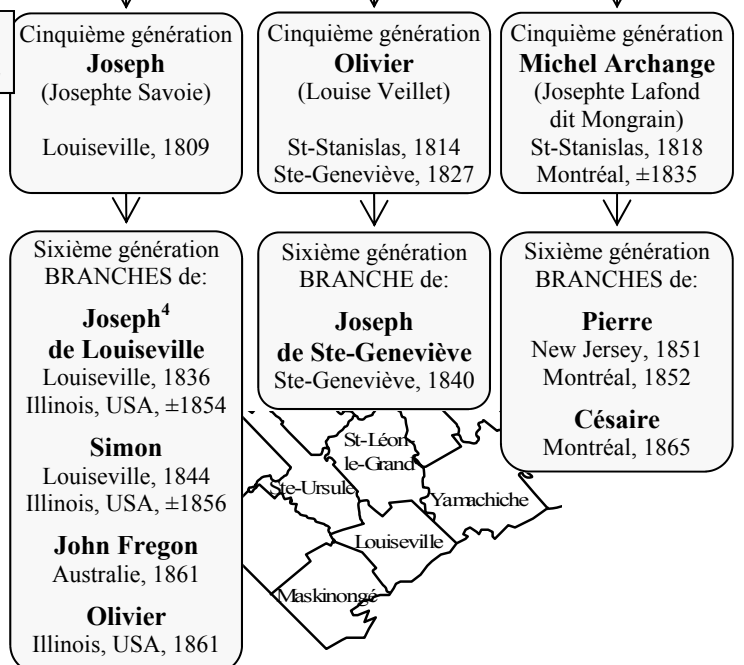 Cinquième génération
Joseph
(Josephte Savoie)
Louiseville, 1809
Cinquième génération
Olivier
(Louise Veillet)
St-Stanislas, 1814
Ste-Geneviève, 1827
Cinquième génération
Michel Archange
(Josephte Lafond
dit Mongrain)
St-Stanislas, 1818
Montréal, ±1835
Sixième génération
BRANCHES de:
Joseph⁴
de Louiseville
Louiseville, 1836
Illinois, USA, ±1854
Simon
Louiseville, 1844
Illinois, USA, ±1856
John Fregon
Australie, 1861
Olivier
Illinois, USA, 1861
Sixième génération
BRANCHE de:
Joseph
de Ste-Geneviève
Ste-Geneviève, 1840
Sixième génération
BRANCHES de:
Pierre
New Jersey, 1851
Montréal, 1852
Césaire
Montréal, 1865
St-Léon
le-Grand
Ste-Ursule
Yamachiche
Louiseville
Maskinongé